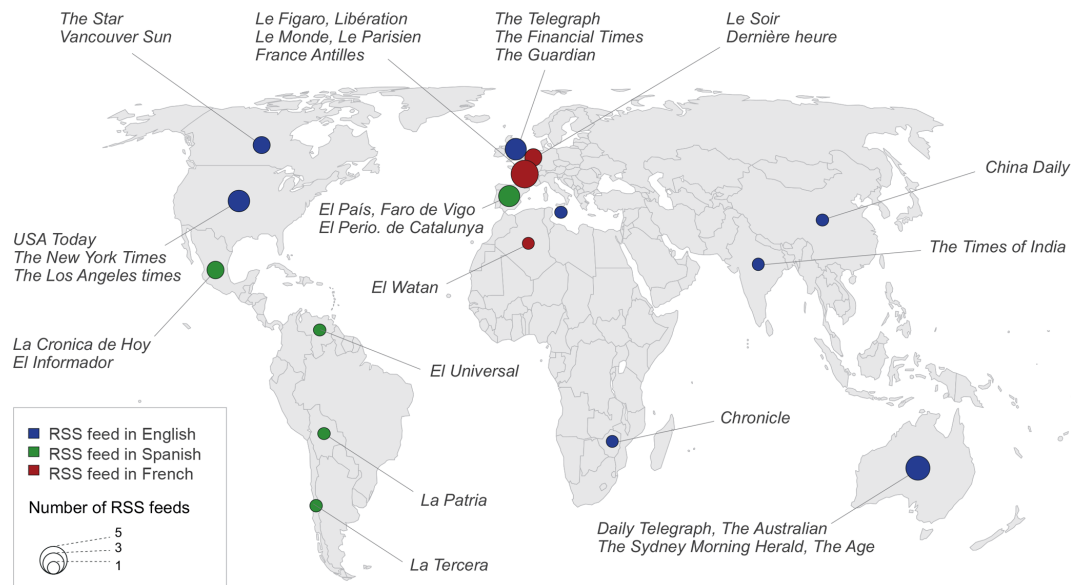 The Star
Vancouver Sun
Le Figaro, Libération
Le Monde, Le Parisien
France Antilles
The Telegraph
The Financial Times
The Guardian
Le Soir
Dernière heure
China Daily
El País, Faro de Vigo
El Perio. de Catalunya
USA Today
The New York Times
The Los Angeles times
The Times of India
El Watan
La Cronica de Hoy
El Informador
El Universal
Chronicle
La Patria
La Tercera
Daily Telegraph, The Australian
The Sydney Morning Herald, The Age
RSS feed in English
RSS feed in Spanish
RSS feed in French
Number of RSS feeds
5
3
1